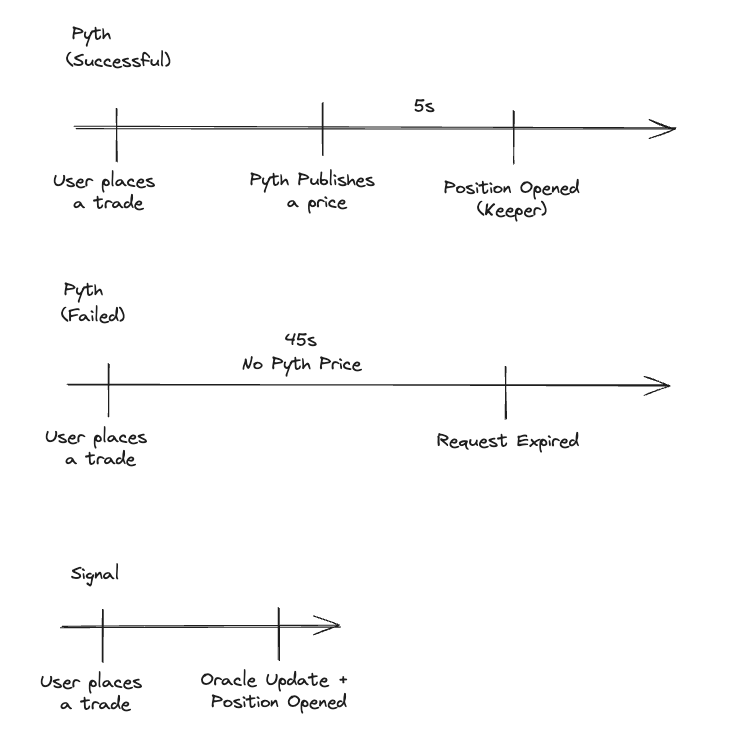 Pyth
(Successful)
5s
User places
a trade
Pyth Publishes
a price
Position Opened
(Keeper)
Pyth
(Failed)
45s
No Pyth Price
User places
a trade
Request Expired
Signal
User places
a trade
Oracle Update +
Position Opened